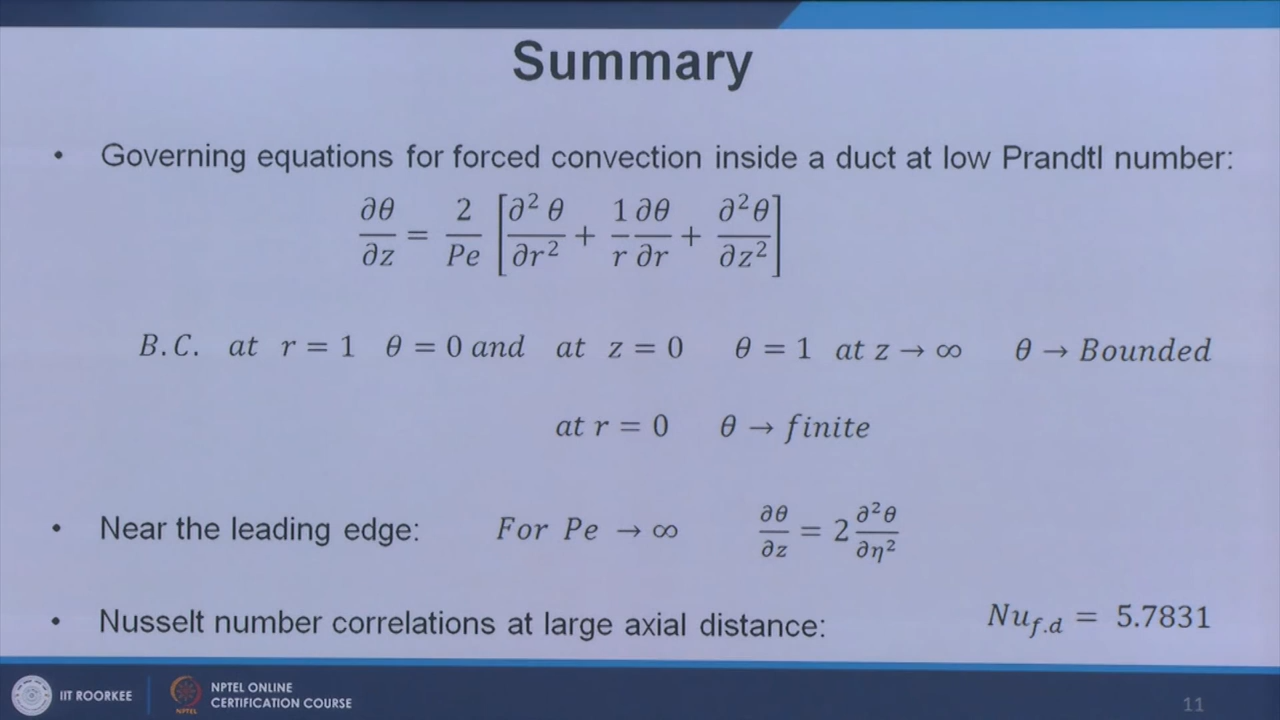 Summary
• Governing equations for forced convection inside a duct at low Prandtl number:
∂θ/∂z = 2/Pe [∂²θ/∂r² + 1/r ∂θ/∂r + ∂²θ/∂z²]
B.C. at r = 1 θ = 0 and at z = 0 θ = 1 at z → ∞ θ → Bounded
at r = 0 θ → finite
• Near the leading edge: For Pe → ∞ ∂θ/∂z = 2 ∂²θ/∂η²
• Nusselt number correlations at large axial distance: Nu_{f.d} = 5.7831
IIT ROORKEE
NPTEL
NPTEL ONLINE
CERTIFICATION COURSE
11